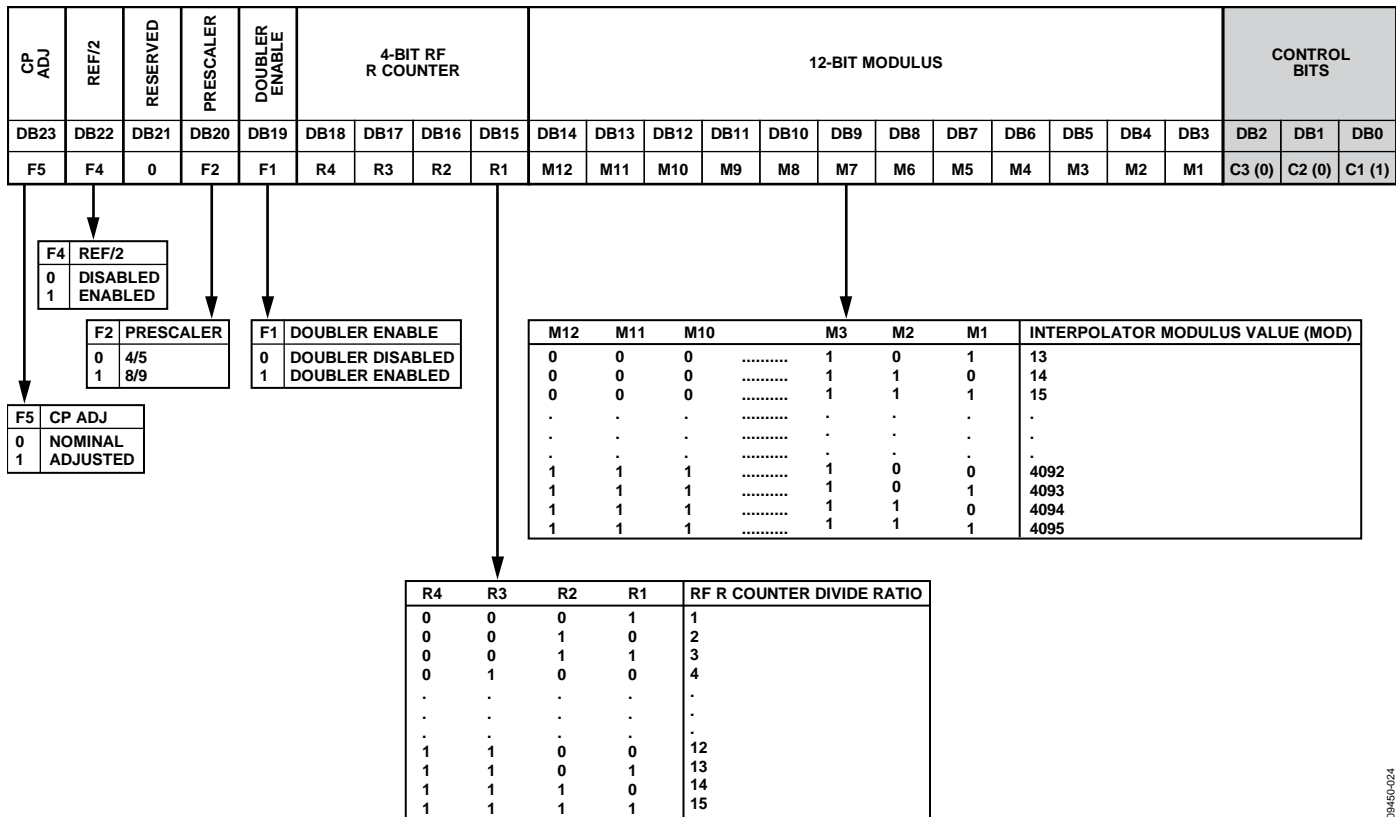 CP ADJ REF/2 RESERVED PRESCALER DOUBLER ENABLE 4-BIT RF R COUNTER 12-BIT MODULUS CONTROL BITS
DB23 DB22 DB21 DB20 DB19 DB18 DB17 DB16 DB15 DB14 DB13 DB12 DB11 DB10 DB9 DB8 DB7 DB6 DB5 DB4 DB3 DB2 DB1 DB0
F5 F4 0 F2 F1 R4 R3 R2 R1 M12 M11 M10 M9 M8 M7 M6 M5 M4 M3 M2 M1 C3 (0) C2 (0) C1 (1)
F4 REF/2
0 DISABLED
1 ENABLED
F2 PRESCALER
0 4/5
1 8/9
F1 DOUBLER ENABLE
0 DOUBLER DISABLED
1 DOUBLER ENABLED
F5 CP ADJ
0 NOMINAL
1 ADJUSTED
M12 M11 M10 M3 M2 M1 INTERPOLATOR MODULUS VALUE (MOD)
0 0 0 .......... 1 0 1 13
0 0 0 .......... 1 1 0 14
0 0 0 .......... 1 1 1 15
. . . .......... . . . .
. . . .......... . . . .
. . . .......... . . . .
1 1 1 .......... 1 0 0 4092
1 1 1 .......... 1 0 1 4093
1 1 1 .......... 1 1 0 4094
1 1 1 .......... 1 1 1 4095
R4 R3 R2 R1 RF R COUNTER DIVIDE RATIO
0 0 0 1 1
0 0 1 0 2
0 0 1 1 3
0 1 0 0 4
. . . . .
. . . . .
. . . . .
1 1 0 0 12
1 1 0 1 13
1 1 1 0 14
1 1 1 1 15
09450-024